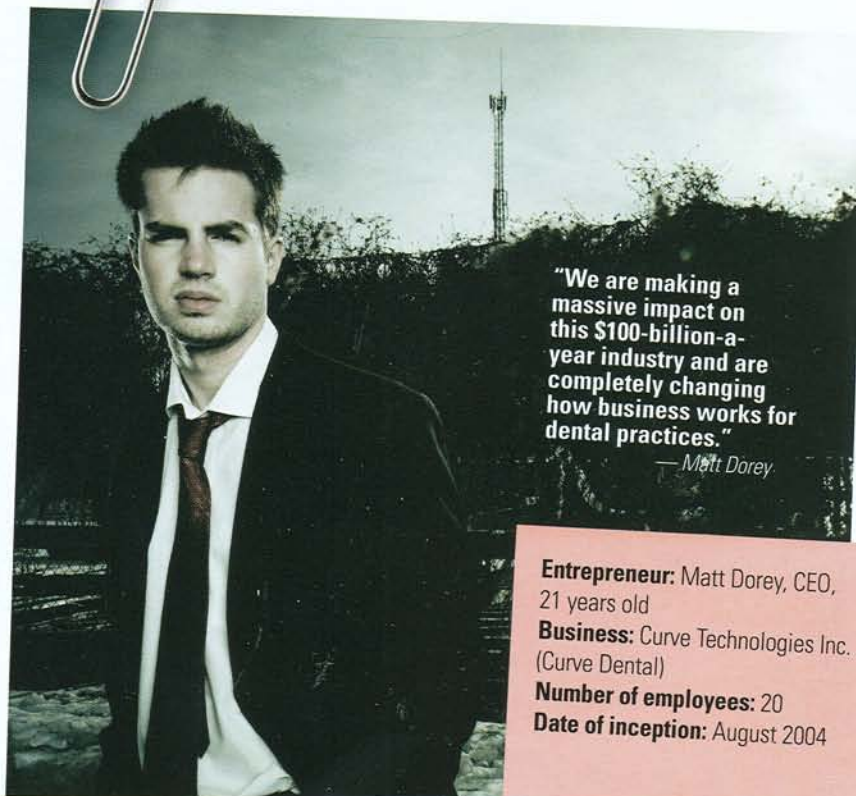 “We are making a
massive impact on
this $100-billion-a-
year industry and are
completely changing
how business works for
dental practices.”
— Matt Dorey
Entrepreneur: Matt Dorey, CEO,
21 years old
Business: Curve Technologies Inc.
(Curve Dental)
Number of employees: 20
Date of inception: August 2004